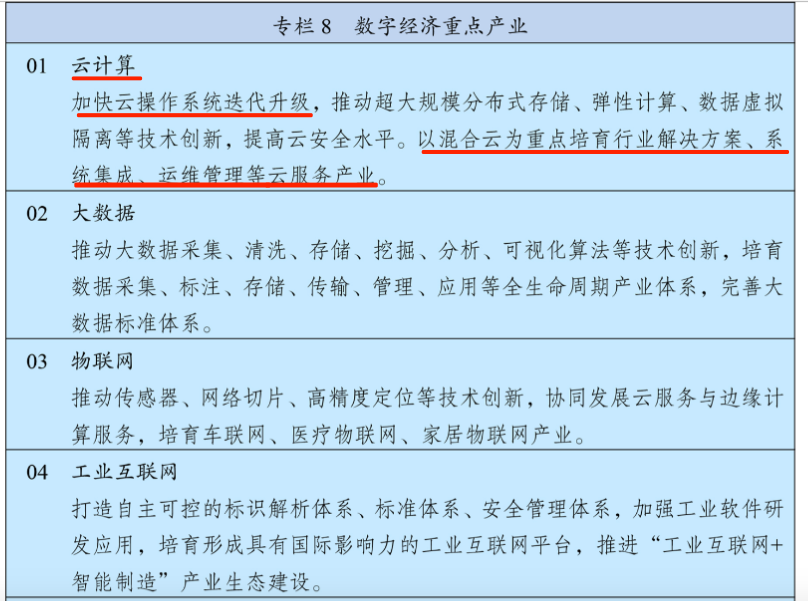 专栏 8 数字经济重点产业
01 云计算
加快云操作系统迭代升级，推动超大规模分布式存储、弹性计算、数据虚拟
隔离等技术创新，提高云安全水平。以混合云为重点培育行业解决方案、系
统集成、运维管理等云服务产业。
02 大数据
推动大数据采集、清洗、存储、挖掘、分析、可视化算法等技术创新，培育
数据采集、标注、存储、传输、管理、应用等全生命周期产业体系，完善大
数据标准体系。
03 物联网
推动传感器、网络切片、高精度定位等技术创新，协同发展云服务与边缘计
算服务，培育车联网、医疗物联网、家居物联网产业。
04 工业互联网
打造自主可控的标识解析体系、标准体系、安全管理体系，加强工业软件研
发应用，培育形成具有国际影响力的工业互联网平台，推进“工业互联网+
智能制造”产业生态建设。